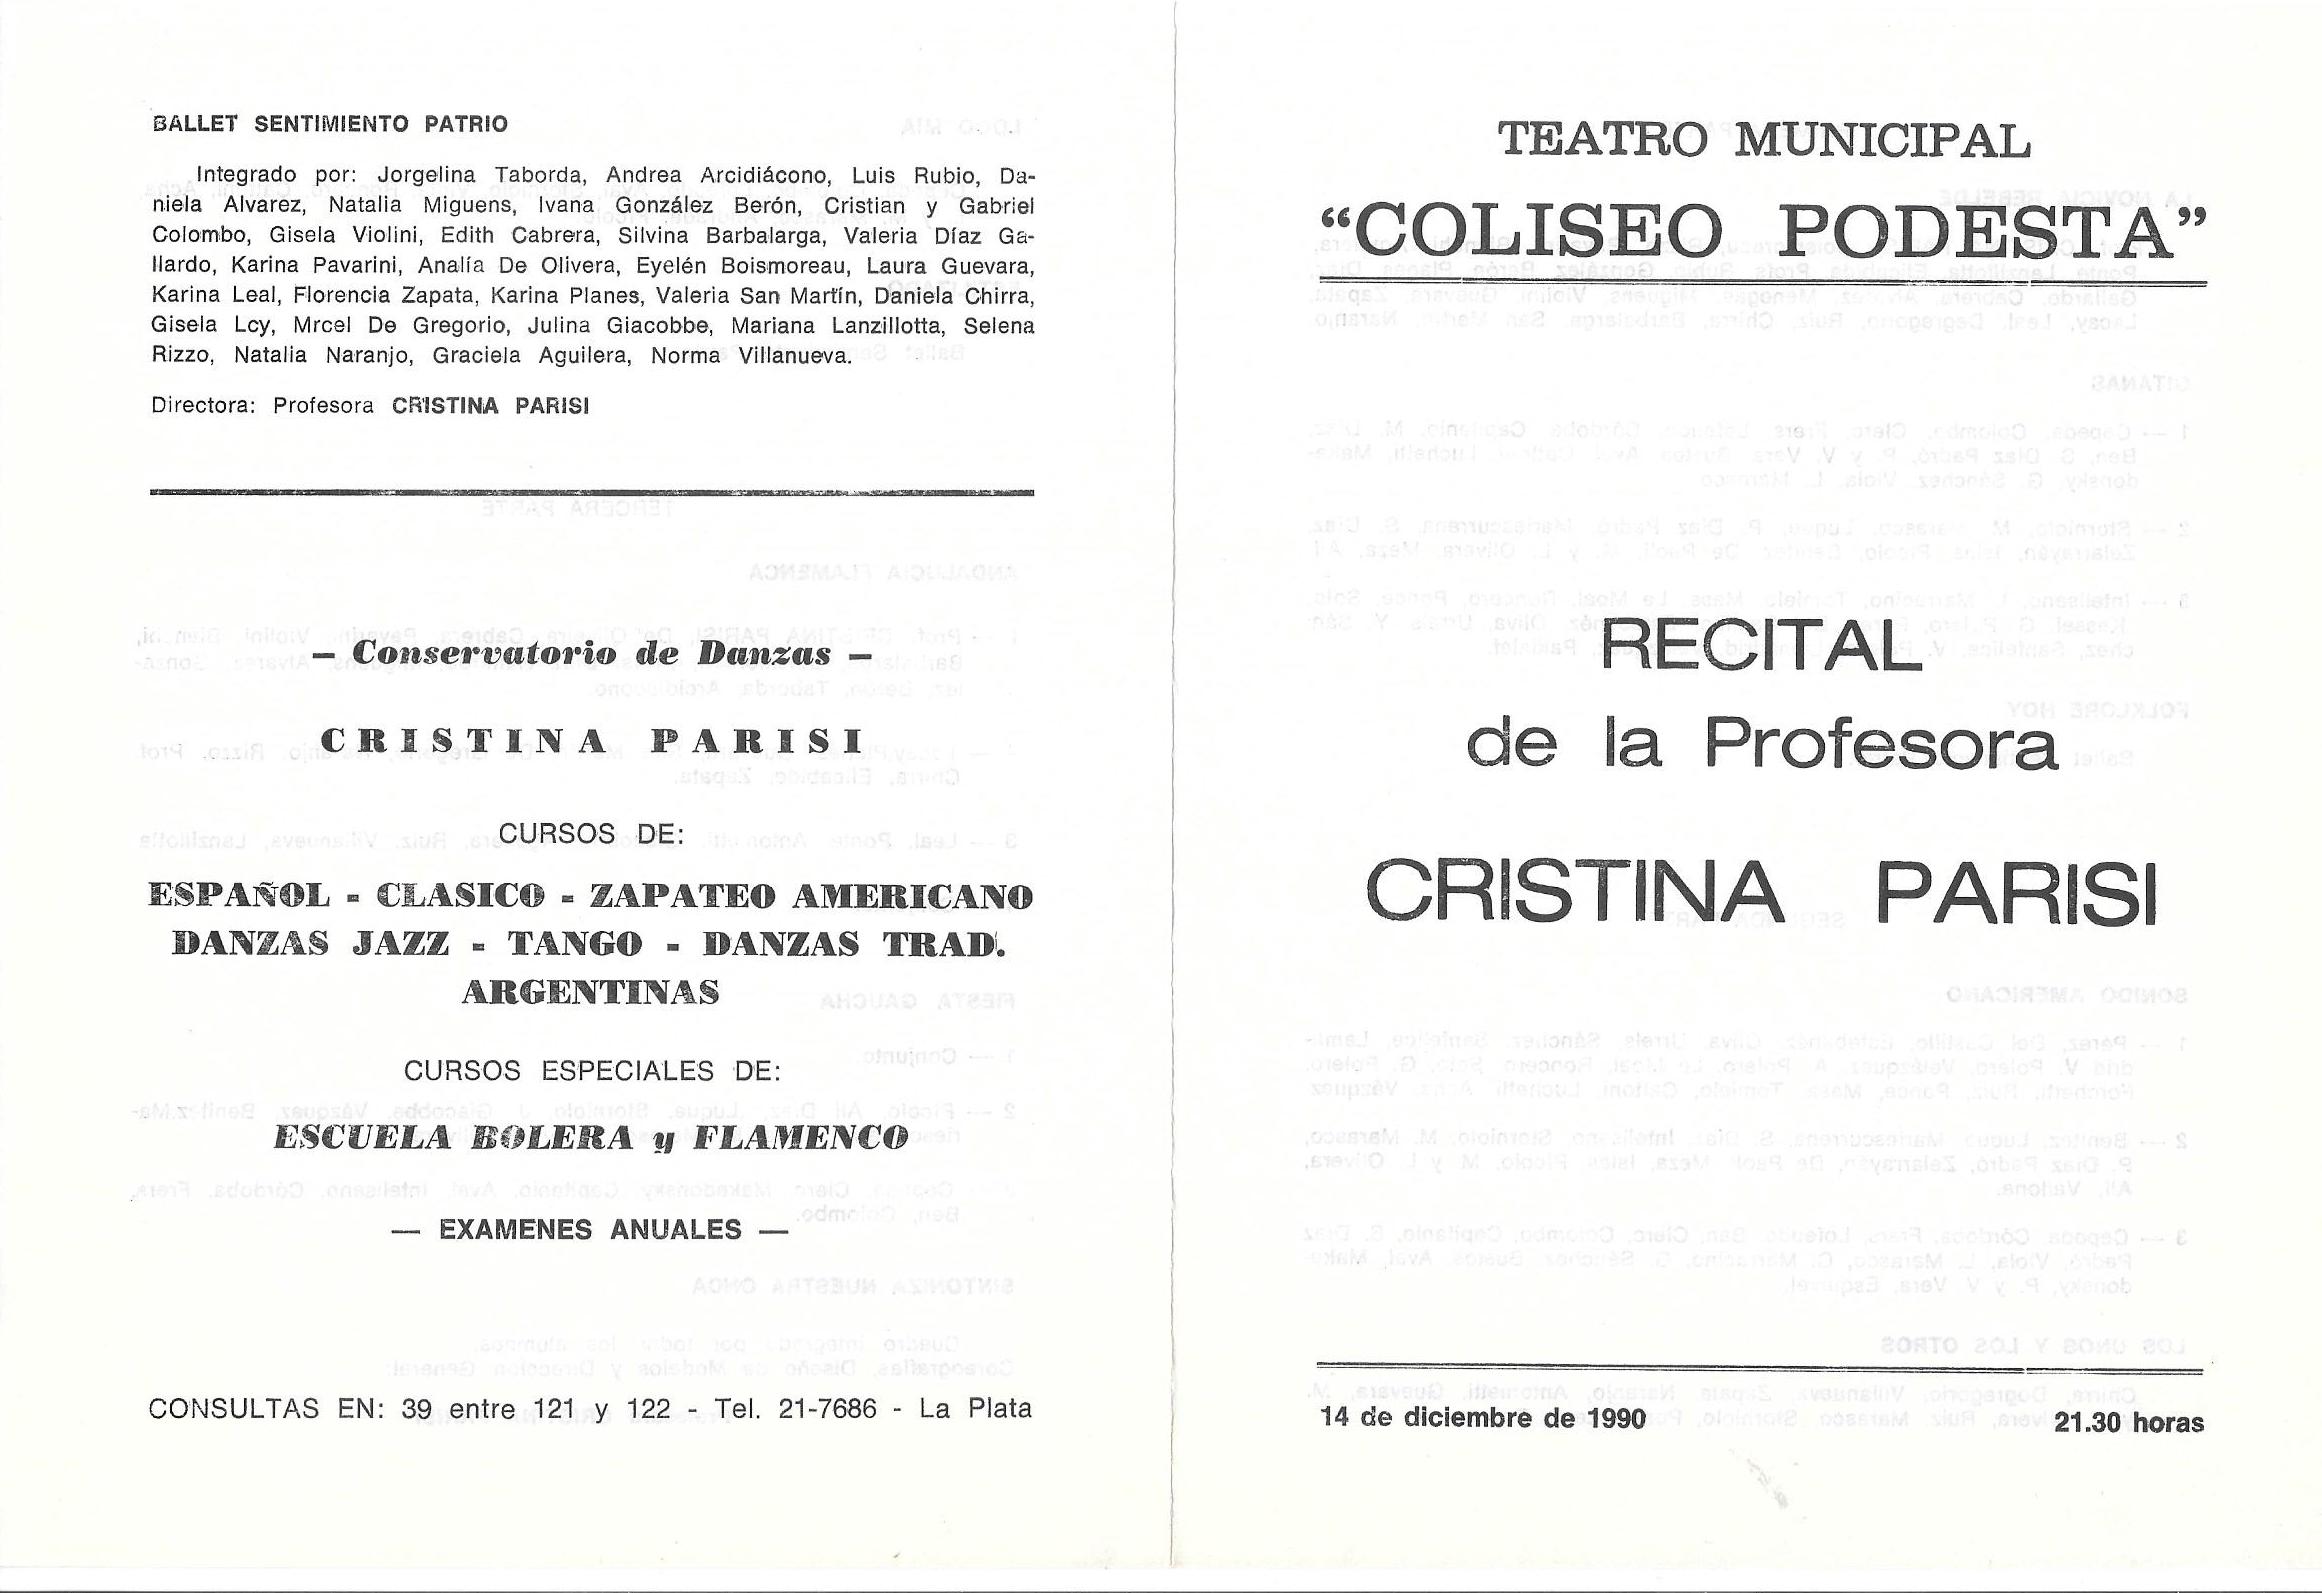 BALLET SENTIMIENTO PATRIO
Integrado por: Jorgelina Taborda, Andrea Arcidiácono, Luis Rubio, Da-
niela Alvarez, Natalia Miguens, Ivana González Berón, Cristian y Gabriel
Colombo, Gisela Violini, Edith Cabrera, Silvina Barbalarga, Valeria Díaz Ga-
llardo, Karina Pavarini, Analía De Olivera, Eyelén Boismoreau, Laura Guevara,
Karina Leal, Florencia Zapata, Karina Planes, Valeria San Martín, Daniela Chirra,
Gisela Lcy, Mrcel De Gregorio, Julina Giacobbe, Mariana Lanzillotta, Selena
Rizzo, Natalia Naranjo, Graciela Aguilera, Norma Villanueva.
Directora: Profesora CRISTINA PARISI
– Conservatorio de Danzas –
CRISTINA PARISI
CURSOS DE:
ESPAÑOL - CLASICO - ZAPATEO AMERICANO
DANZAS JAZZ - TANGO - DANZAS TRAD.
ARGENTINAS
CURSOS ESPECIALES DE:
ESCUELA BOLERA y FLAMENCO
— EXAMENES ANUALES —
CONSULTAS EN: 39 entre 121 y 122 - Tel. 21-7686 - La Plata
TEATRO MUNICIPAL
“COLISEO PODESTA”
RECITAL
de la Profesora
CRISTINA PARISI
14 de diciembre de 1990 21.30 horas